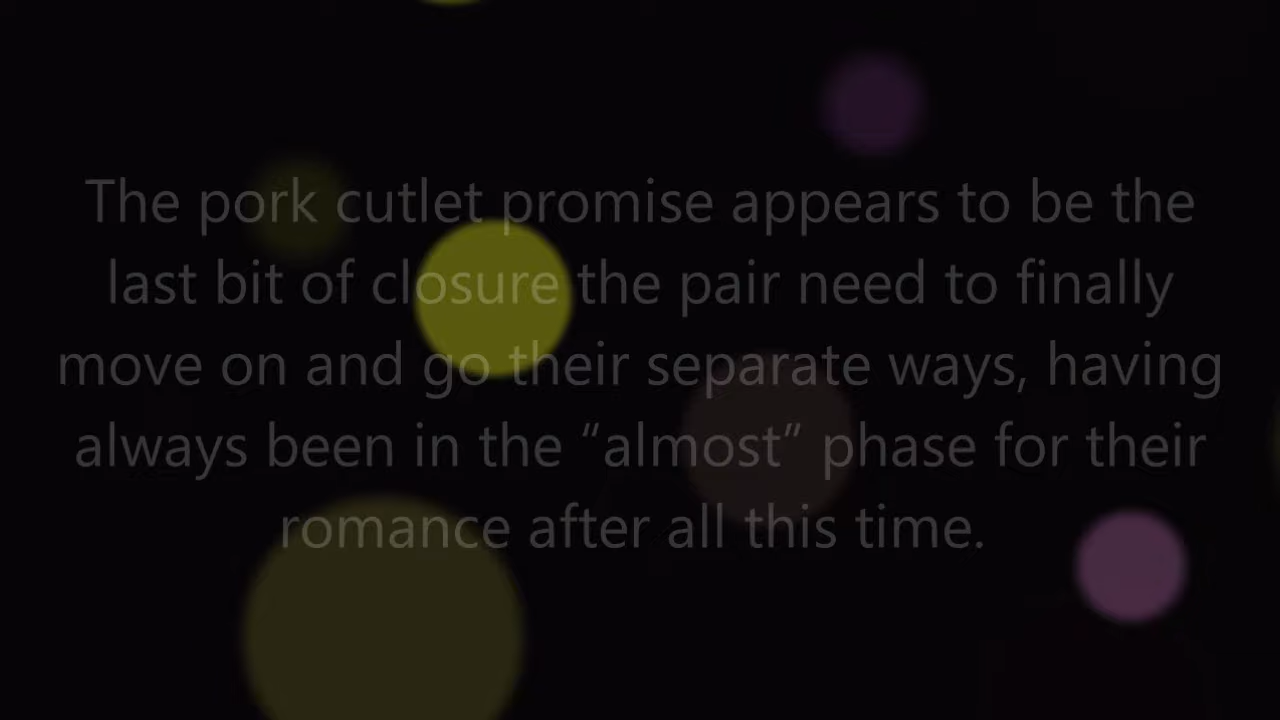 The pork cutlet promise appears to be the
last bit of closure the pair need to finally
move on and go their separate ways, having
always been in the “almost” phase for their
romance after all this time.